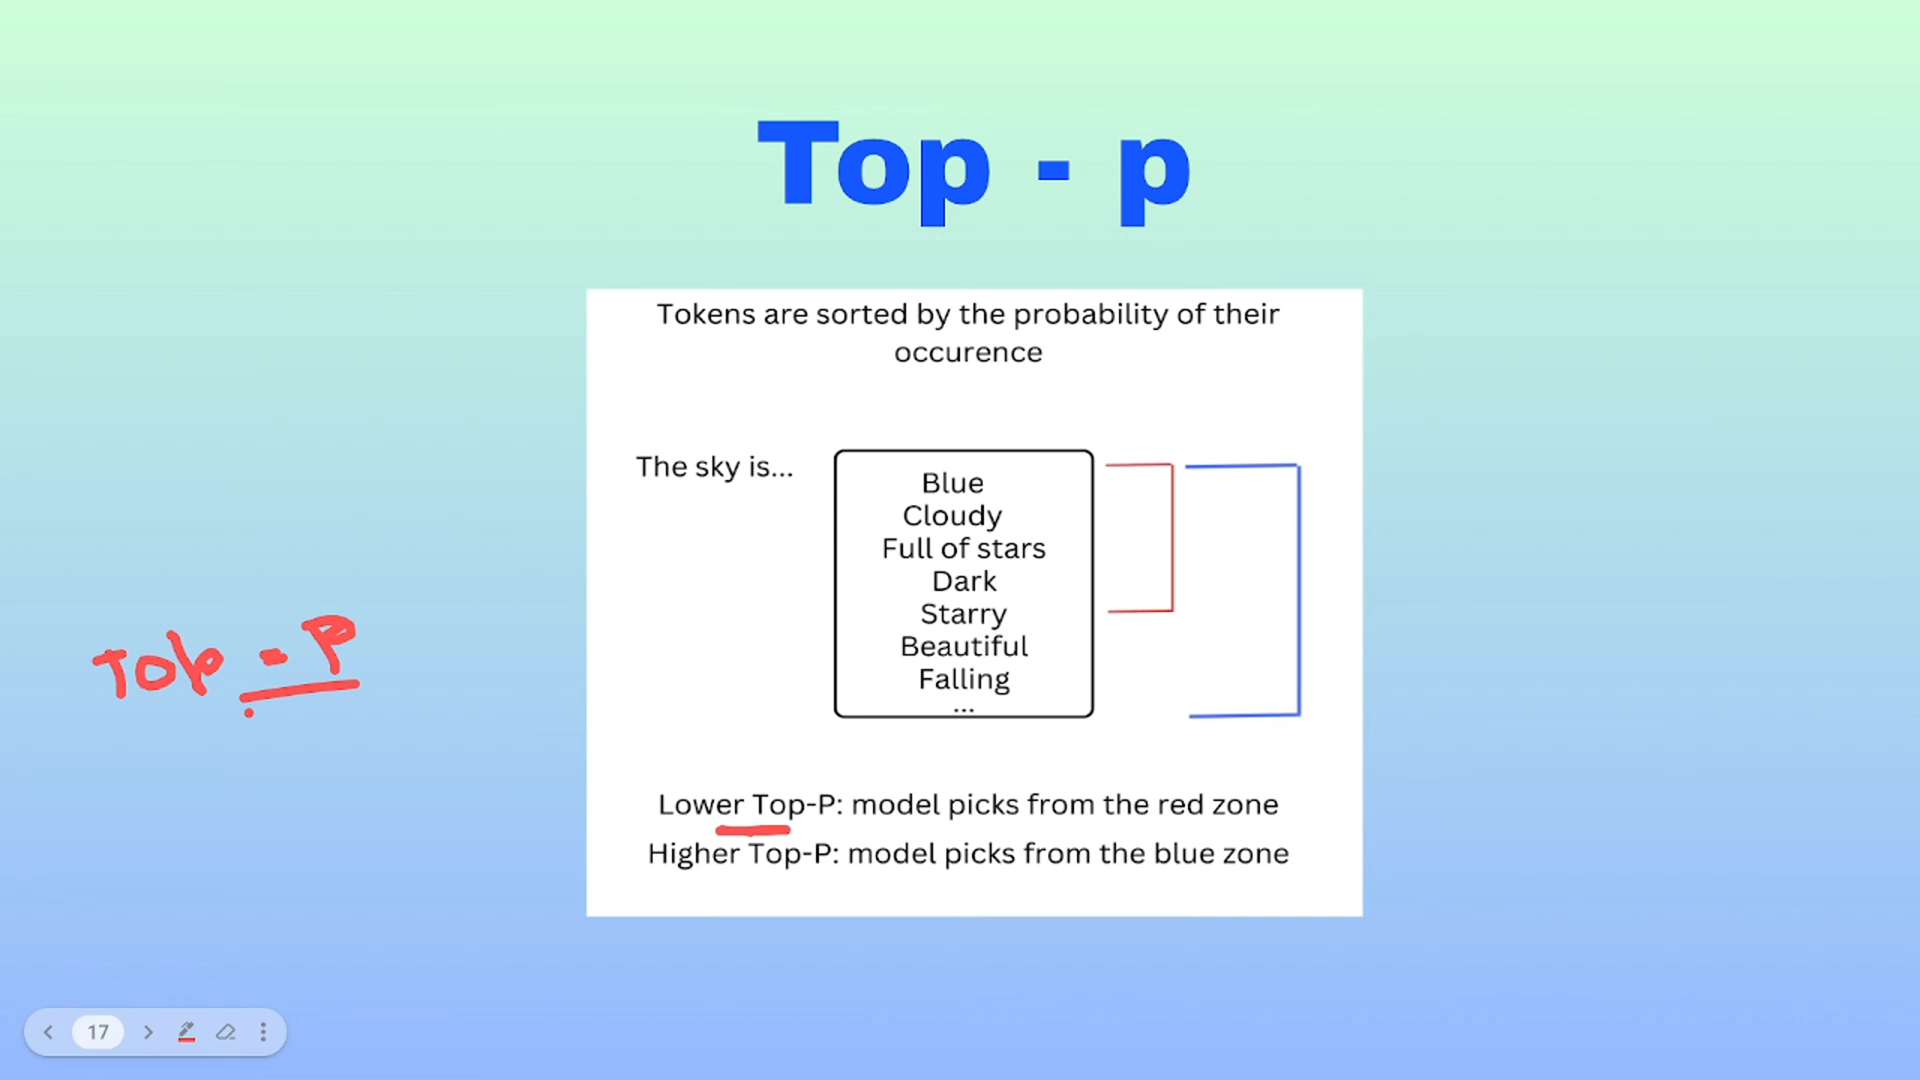 Top - p
Tokens are sorted by the probability of their
occurence
The sky is...
Blue
Cloudy
Full of stars
Dark
Starry
Beautiful
Falling
...
Top - P
Lower Top-P: model picks from the red zone
Higher Top-P: model picks from the blue zone
17